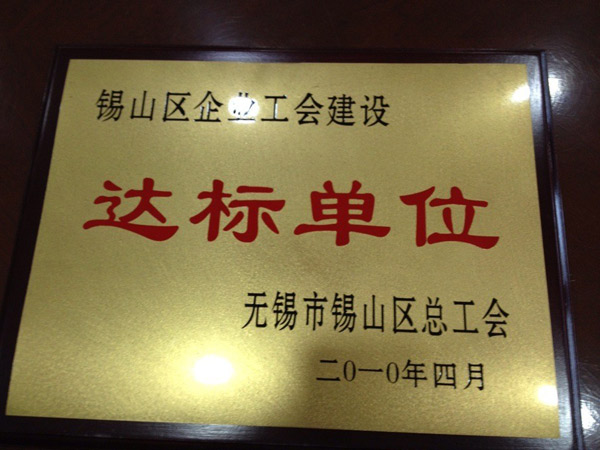 锡山区企业工会建设
达标单位
无锡市锡山区总工会
二0一0年四月